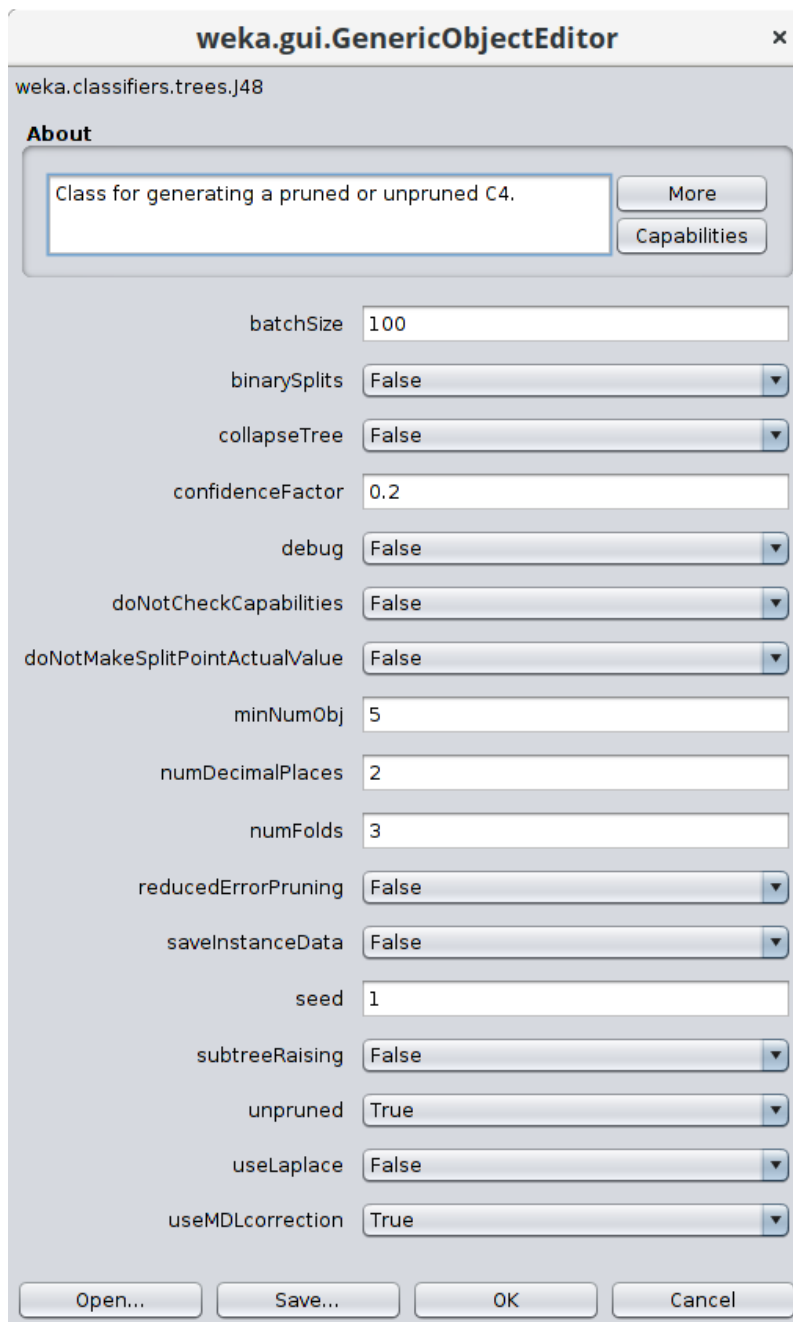 weka.gui.GenericObjectEditor ×
weka.classifiers.trees.J48
About
Class for generating a pruned or unpruned C4.
More
Capabilities
batchSize 100
binarySplits False
collapseTree False
confidenceFactor 0.2
debug False
doNotCheckCapabilities False
doNotMakeSplitPointActualValue False
minNumObj 5
numDecimalPlaces 2
numFolds 3
reducedErrorPruning False
saveInstanceData False
seed 1
subtreeRaising False
unpruned True
useLaplace False
useMDLcorrection True
Open... Save... OK Cancel